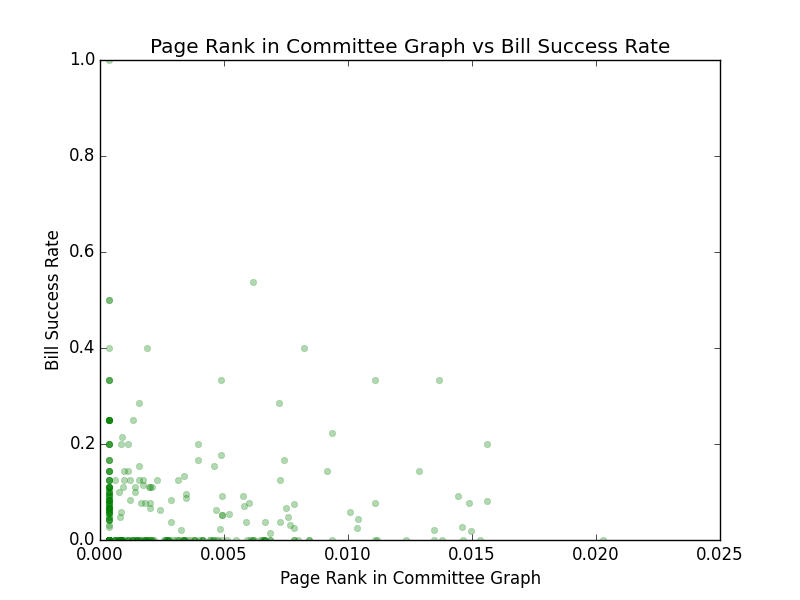 Page Rank in Committee Graph vs Bill Success Rate
1.0
0.8
0.6
0.4
0.2
0.0
Bill Success Rate
0.000 0.005 0.010 0.015 0.020 0.025
Page Rank in Committee Graph